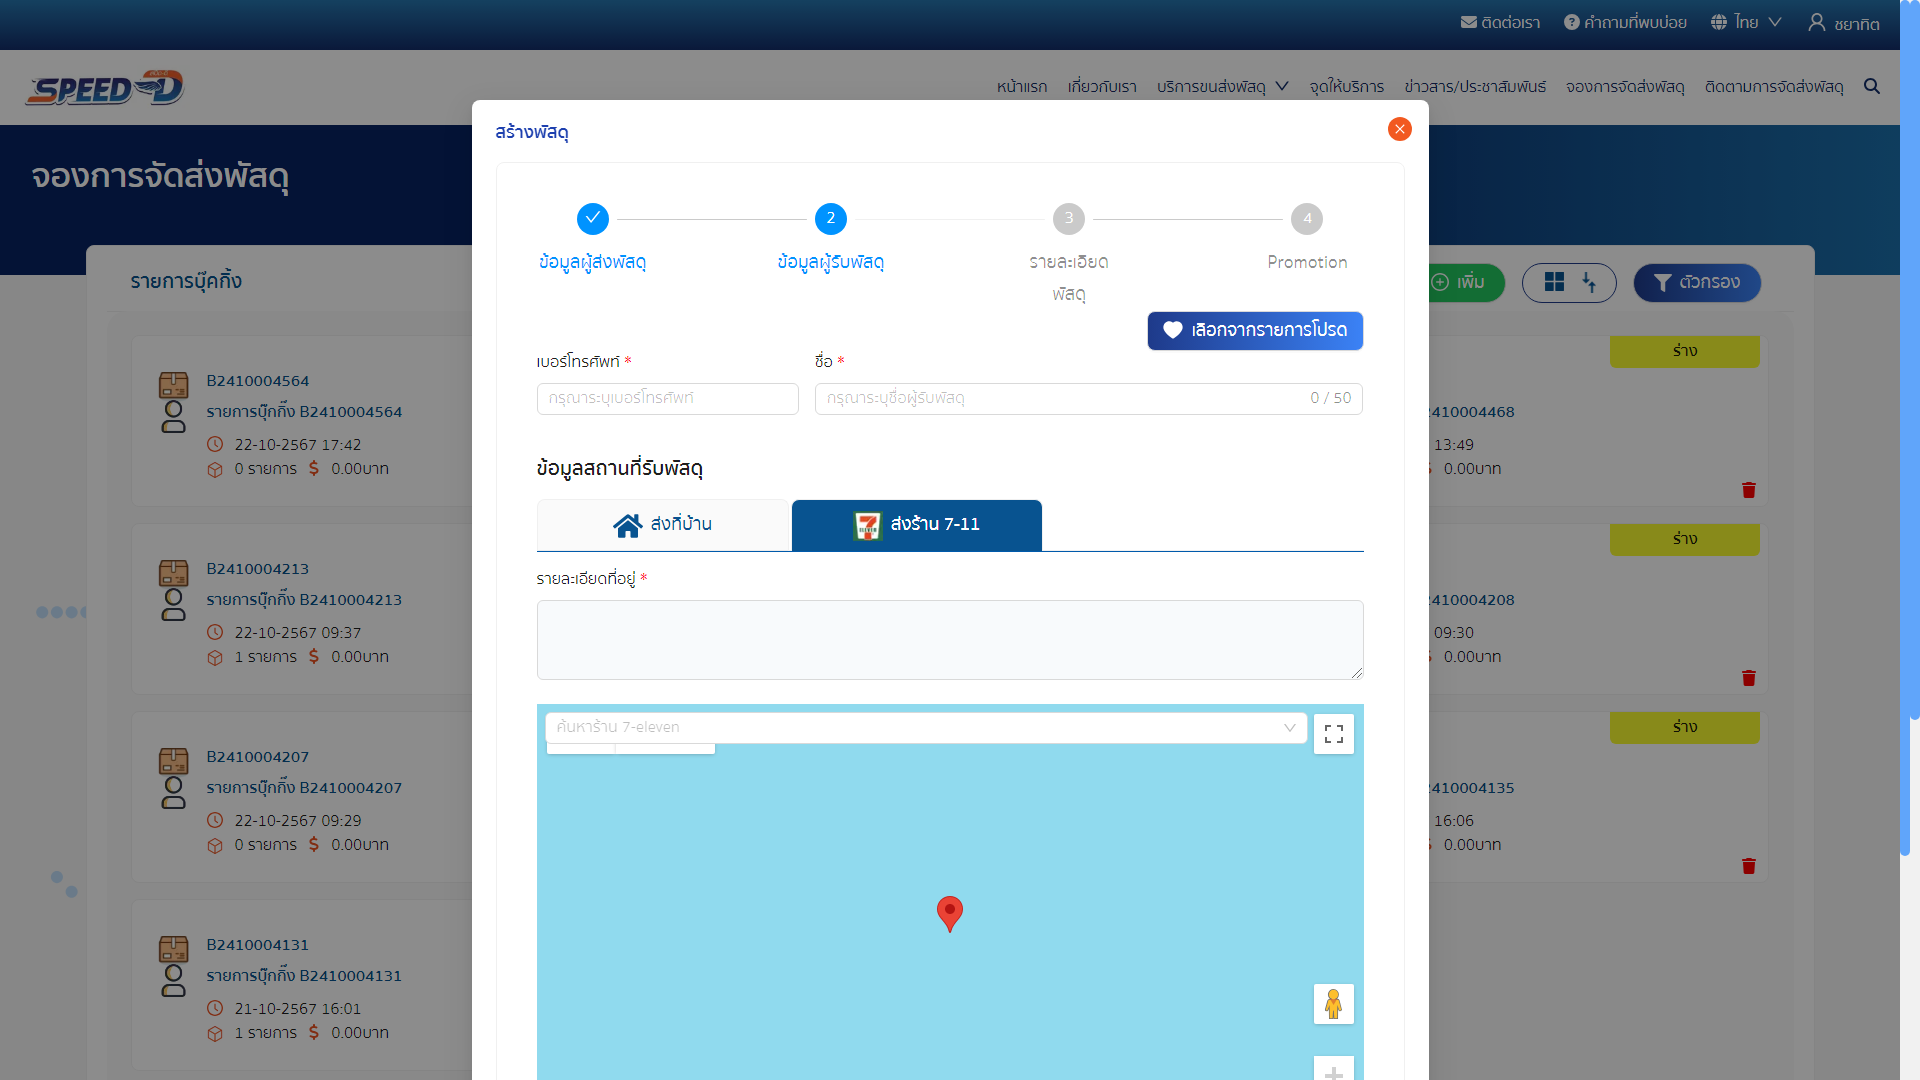 ติดต่อเรา
คำถามที่พบบ่อย
ไทย
ชยาทิต
SPEED-D
หน้าแรก
เกี่ยวกับเรา
บริการขนส่งพัสดุ
จุดให้บริการ
ข่าวสาร/ประชาสัมพันธ์
จองการจัดส่งพัสดุ
ติดตามการจัดส่งพัสดุ
จองการจัดส่งพัสดุ
รายการบุ๊คกิ้ง
เพิ่ม
ตัวกรอง
B2410004564
รายการบุ๊กกิ๊ง B2410004564
22-10-2567 17:42
0 รายการ $ 0.00บาท
B2410004213
รายการบุ๊กกิ๊ง B2410004213
22-10-2567 09:37
1 รายการ $ 0.00บาท
B2410004207
รายการบุ๊กกิ๊ง B2410004207
22-10-2567 09:29
0 รายการ $ 0.00บาท
B2410004131
รายการบุ๊กกิ๊ง B2410004131
21-10-2567 16:01
1 รายการ $ 0.00บาท
สร้างพัสดุ
2
3
4
ข้อมูลผู้ส่งพัสดุ
ข้อมูลผู้รับพัสดุ
รายละเอียด
พัสดุ
Promotion
เลือกจากรายการโปรด
เบอร์โทรศัพท์ *
ชื่อ *
กรุณาระบุเบอร์โทรศัพท์
กรุณาระบุชื่อผู้รับพัสดุ
0 / 50
ข้อมูลสถานที่รับพัสดุ
ส่งที่บ้าน
7 ELEVEN
ส่งร้าน 7-11
รายละเอียดที่อยู่ *
ค้นหาร้าน 7-eleven
ร่าง
2410004468
13:49
0.00บาท
ร่าง
2410004208
09:30
0.00บาท
ร่าง
2410004135
16:06
0.00บาท